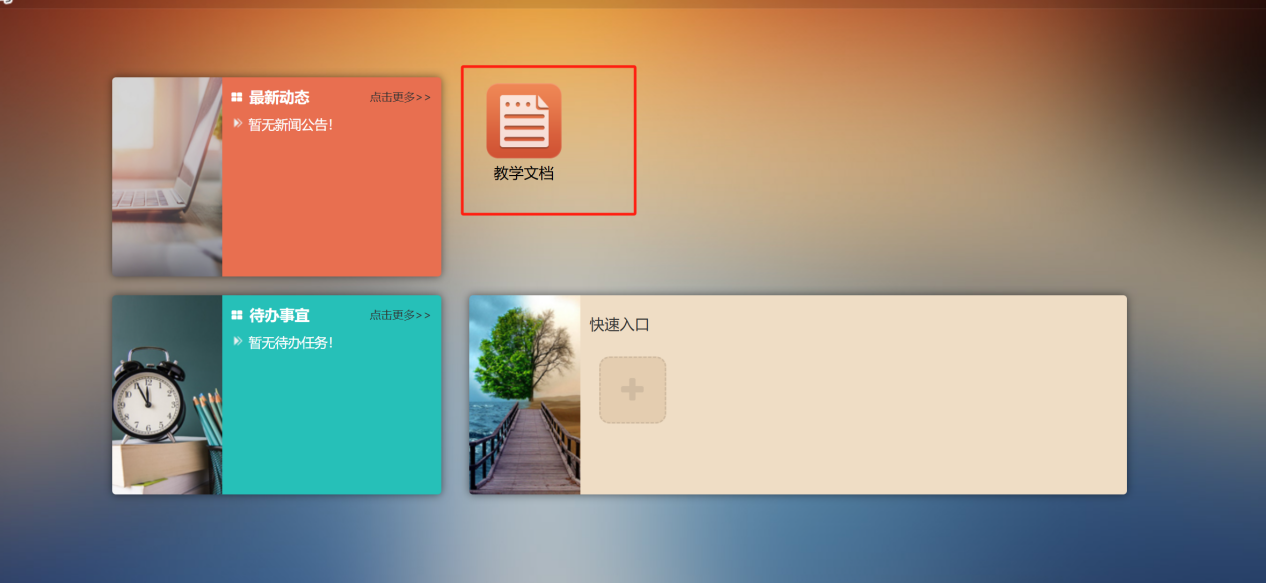 最新动态 点击更多>>
暂无新闻公告!
教学文档
待办事宜 点击更多>>
暂无待办任务!
快速入口